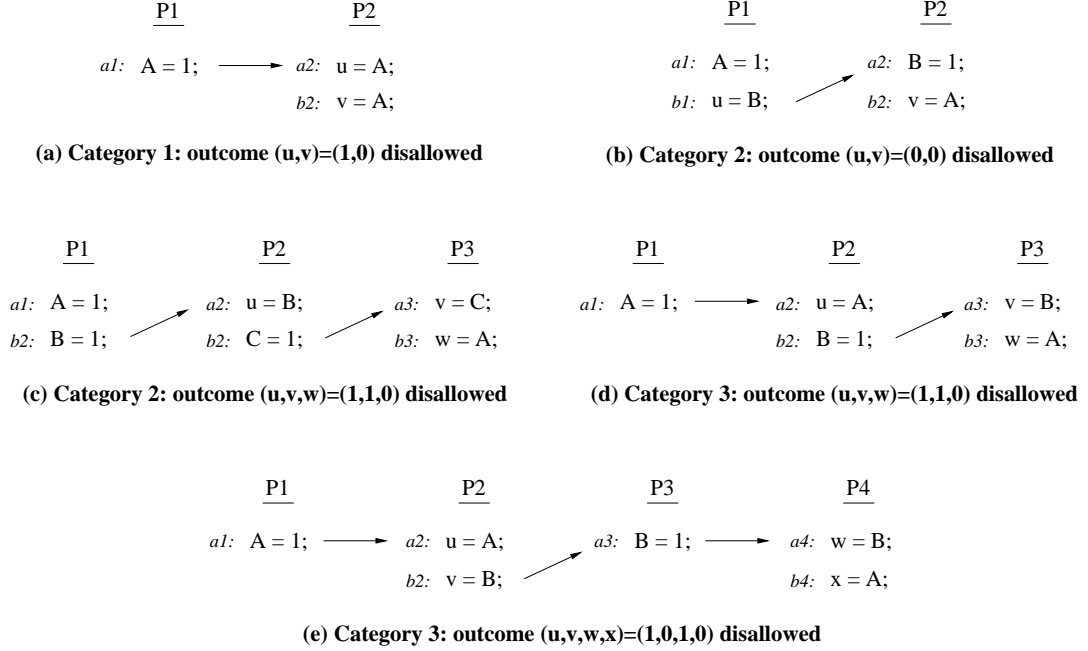 P1 P2
a1: A = 1; a2: u = A;
b2: v = A;
(a) Category 1: outcome (u,v)=(1,0) disallowed
P1 P2
a1: A = 1; a2: B = 1;
b1: u = B; b2: v = A;
(b) Category 2: outcome (u,v)=(0,0) disallowed
P1 P2 P3
a1: A = 1; a2: u = B; a3: v = C;
b2: B = 1; b2: C = 1; b3: w = A;
(c) Category 2: outcome (u,v,w)=(1,1,0) disallowed
P1 P2 P3
a1: A = 1; a2: u = A; a3: v = B;
b2: B = 1; b3: w = A;
(d) Category 3: outcome (u,v,w)=(1,1,0) disallowed
P1 P2 P3 P4
a1: A = 1; a2: u = A; a3: B = 1; a4: w = B;
b2: v = B; b4: x = A;
(e) Category 3: outcome (u,v,w,x)=(1,0,1,0) disallowed